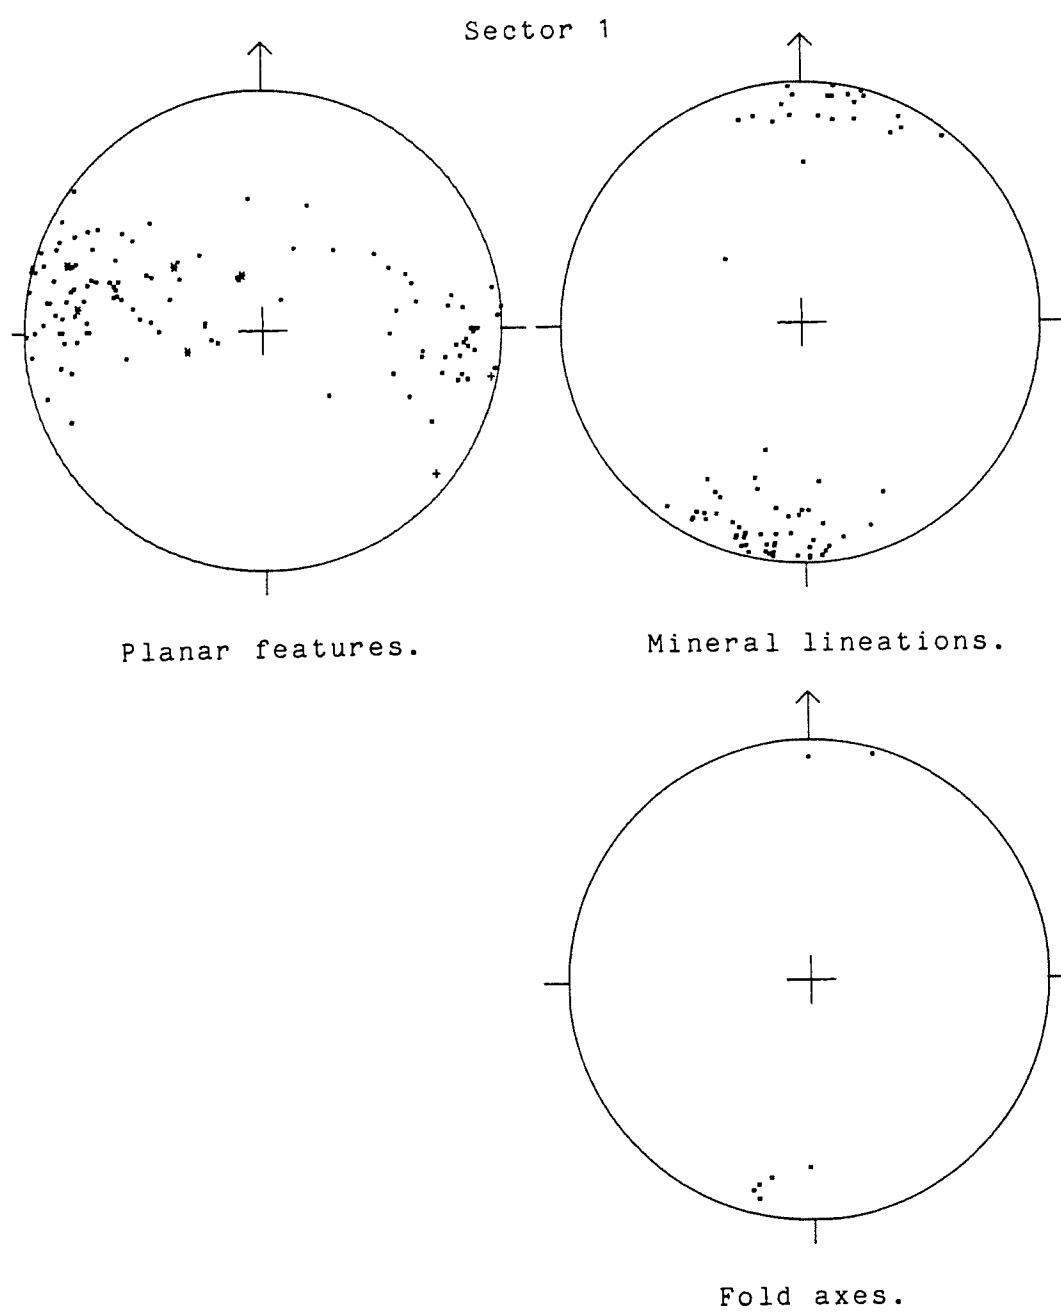 Sector 1
Planar features.
Mineral lineations.
Fold axes.